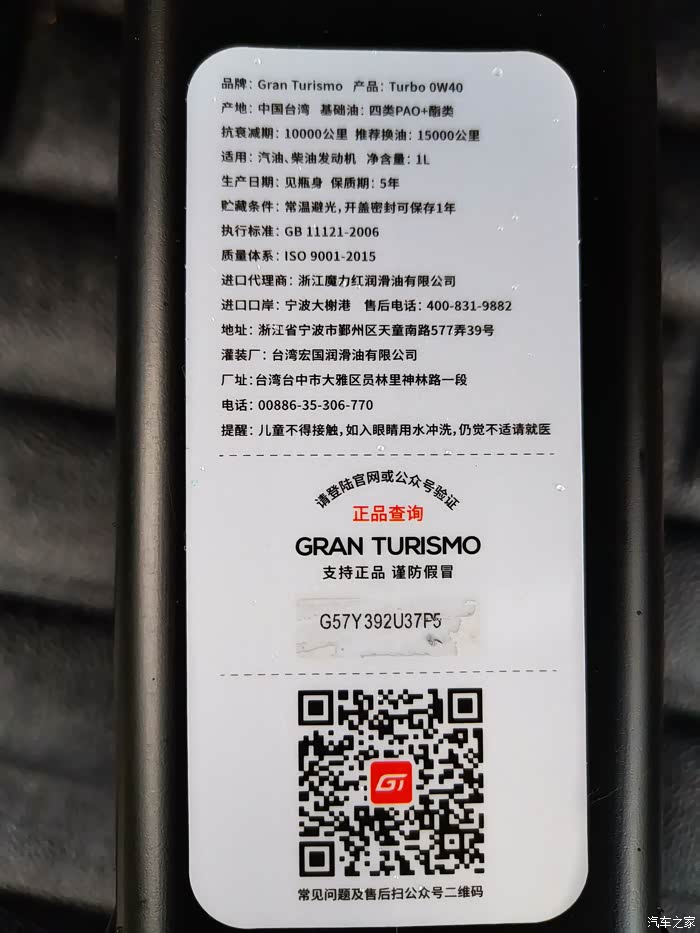 品牌：Gran Turismo 产品：Turbo 0W40
产地：中国台湾 基础油：四类PAO+酯类
抗衰减期：10000公里 推荐换油：15000公里
适用：汽油、柴油发动机 净含量：1L
生产日期：见瓶身 保质期：5年
贮藏条件：常温避光，开盖密封可保存1年
执行标准：GB 11121-2006
质量体系：ISO 9001-2015
进口代理商：浙江魔力红润滑油有限公司
进口口岸：宁波大榭港 售后电话：400-831-9882
地址：浙江省宁波市鄞州区天童南路577弄39号
灌装厂：台湾宏国润滑油有限公司
厂址：台湾台中市大雅区员林里神林路一段
电话：00886-35-306-770
提醒：儿童不得接触，如入眼睛用水冲洗，仍觉不适请就医
请登陆官网或公众号验证
正品查询
GRAN TURISMO
支持正品 谨防假冒
G57Y392U37P5
GT
常见问题及售后扫公众号二维码
汽车之家